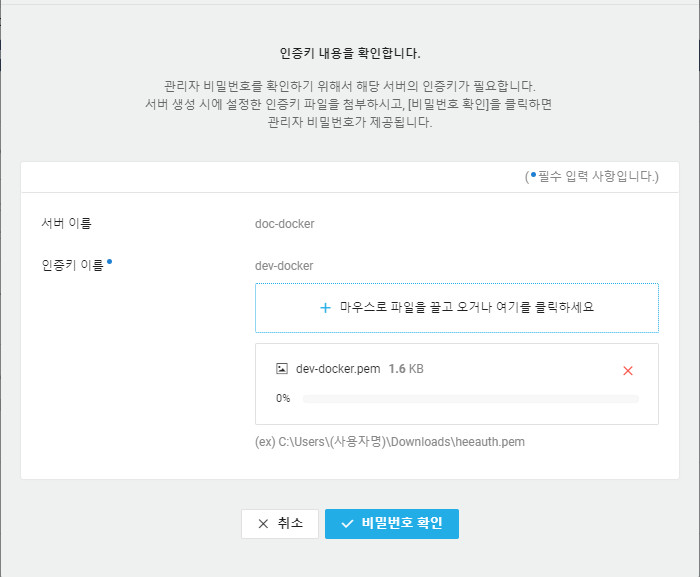 인증키 내용을 확인합니다.
관리자 비밀번호를 확인하기 위해서 해당 서버의 인증키가 필요합니다.
서버 생성 시에 설정한 인증키 파일을 첨부하시고, [비밀번호 확인]을 클릭하면
관리자 비밀번호가 제공됩니다.
(•필수 입력 사항입니다.)
서버 이름 doc-docker
인증키 이름• dev-docker
+ 마우스로 파일을 끌고 오거나 여기를 클릭하세요
dev-docker.pem 1.6 KB
0%
(ex) C:\Users\(사용자명)\Downloads\heeauth.pem
취소 비밀번호 확인